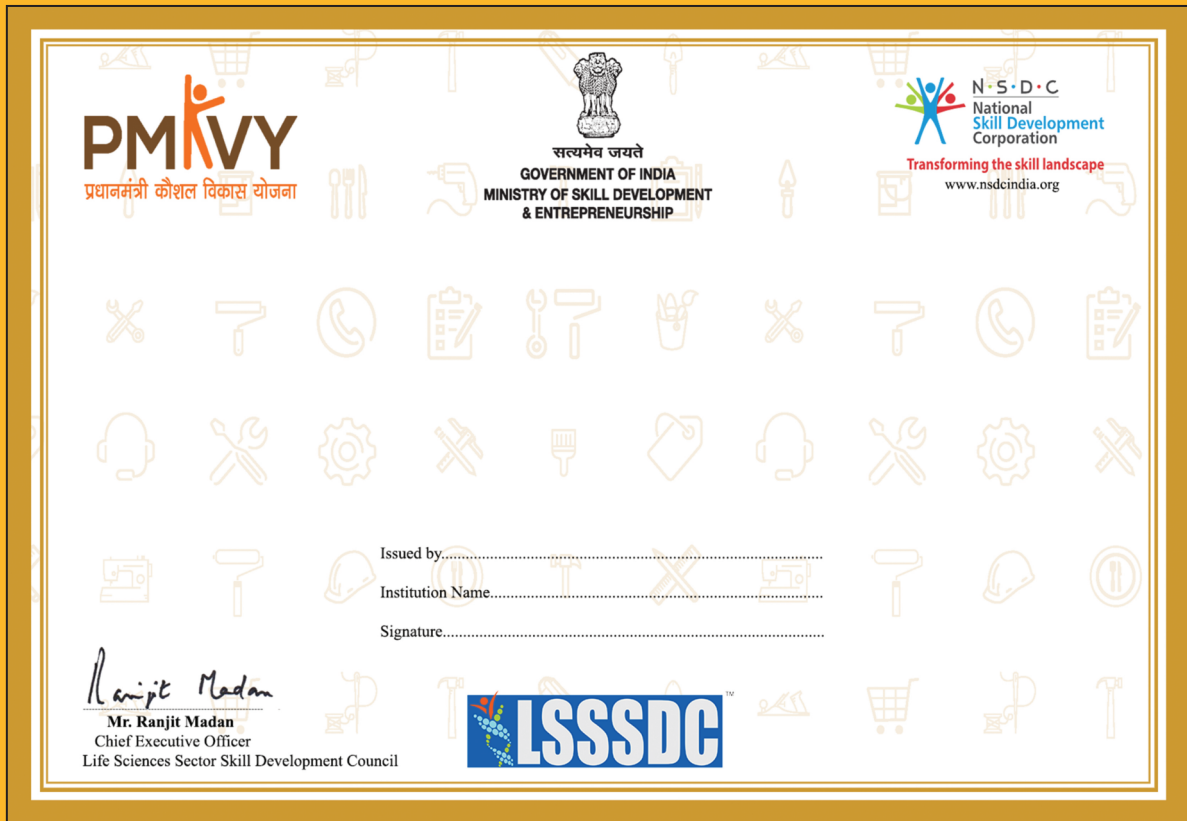 PMKVY
प्रधानमंत्री कौशल विकास योजना
सत्यमेव जयते
GOVERNMENT OF INDIA
MINISTRY OF SKILL DEVELOPMENT
& ENTREPRENEURSHIP
N·S·D·C
National
Skill Development
Corporation
Transforming the skill landscape
www.nsdcindia.org
Issued by................................................................................................
Institution Name....................................................................................
Signature................................................................................................
Ranjit Madan
Mr. Ranjit Madan
Chief Executive Officer
Life Sciences Sector Skill Development Council
LSSSDC
TM